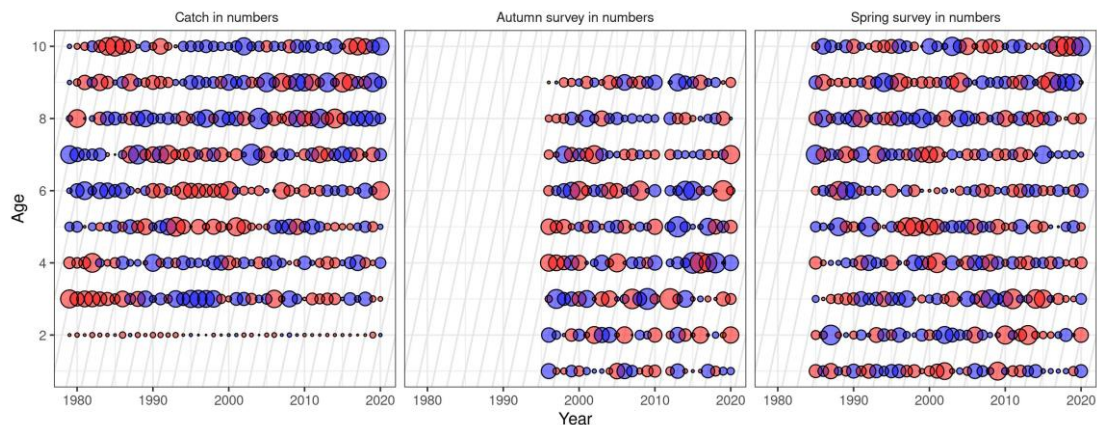 Catch in numbers
Autumn survey in numbers
Spring survey in numbers
10
8
6
4
2
Age
1980 1990 2000 2010 2020
1980 1990 2000 2010 2020
1980 1990 2000 2010 2020
Year